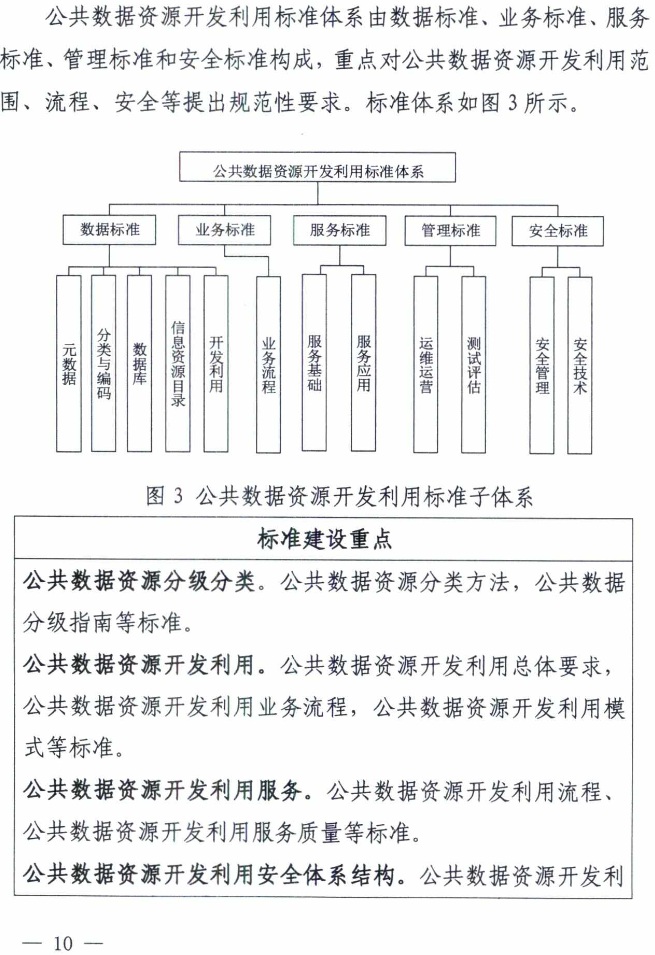 公共数据资源开发利用标准体系由数据标准、业务标准、服务
标准、管理标准和安全标准构成，重点对公共数据资源开发利用范
围、流程、安全等提出规范性要求。标准体系如图 3 所示。
公共数据资源开发利用标准体系
数据标准
业务标准
服务标准
管理标准
安全标准
元数据
分类与编码
数据库
信息资源目录
开发利用
业务流程
服务基础
服务应用
运维运营
测试评估
安全管理
安全技术
图 3 公共数据资源开发利用标准子体系
标准建设重点
公共数据资源分级分类。公共数据资源分类方法，公共数据
分级指南等标准。
公共数据资源开发利用。公共数据资源开发利用总体要求，
公共数据资源开发利用业务流程，公共数据资源开发利用模
式等标准。
公共数据资源开发利用服务。公共数据资源开发利用流程、
公共数据资源开发利用服务质量等标准。
公共数据资源开发利用安全体系结构。公共数据资源开发利
— 10 —